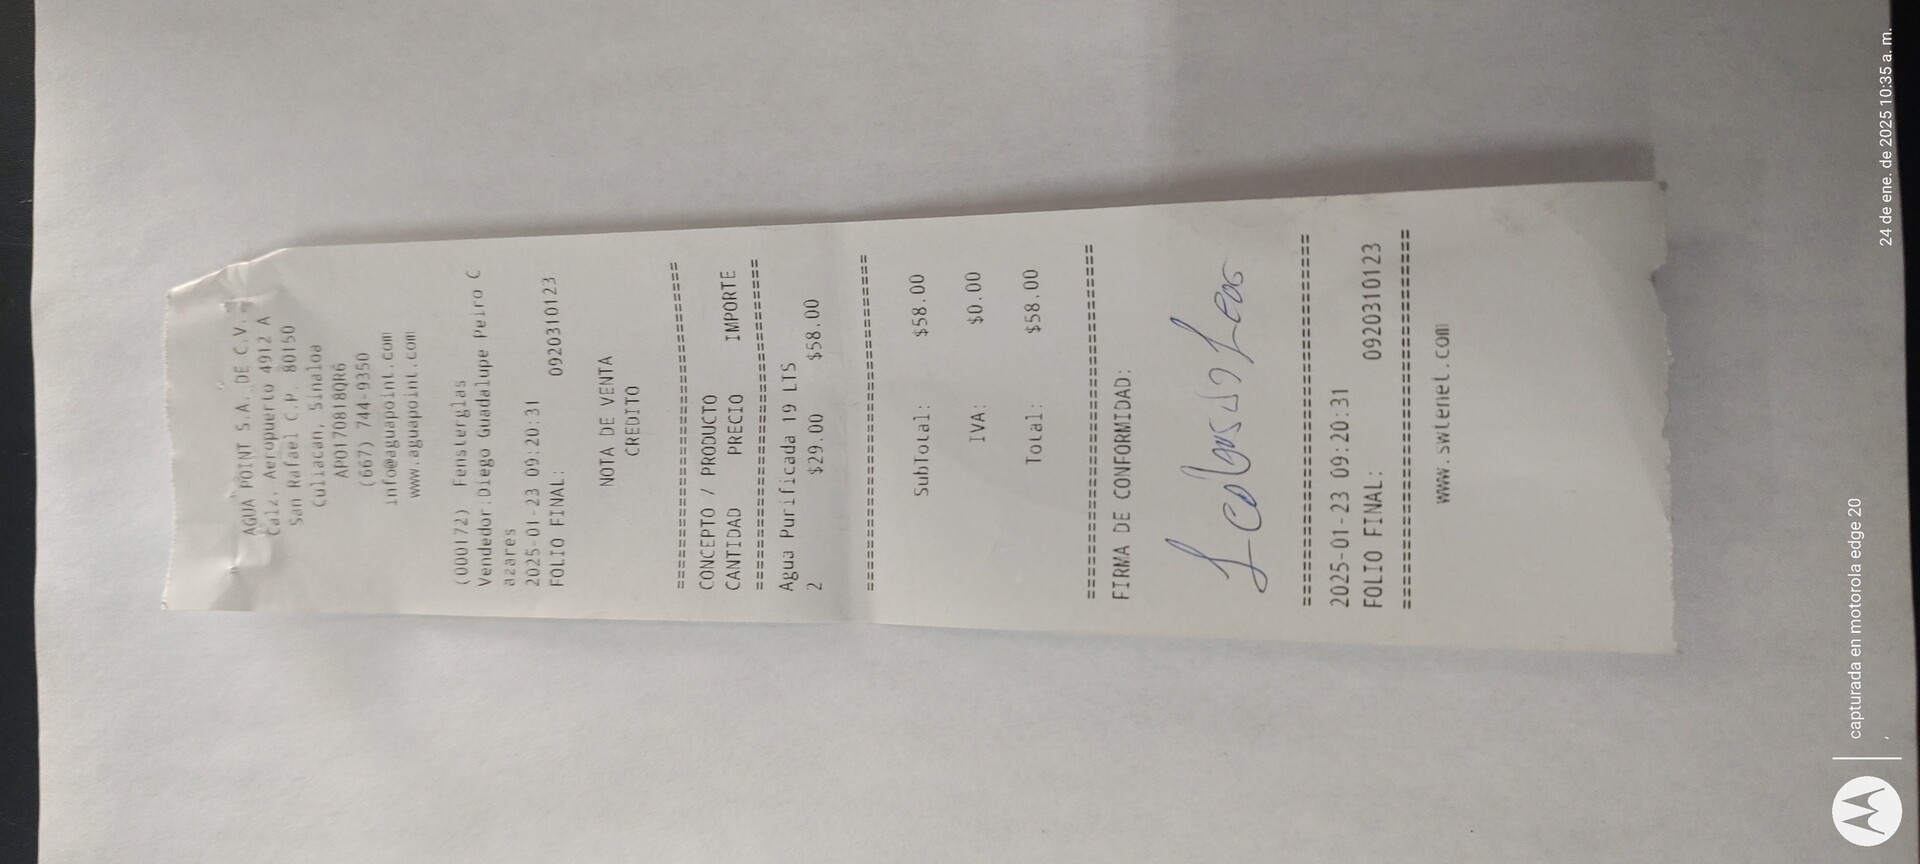 AGUA POINT S.A. DE C.V.
Calz. Aeropuerto 4912 A
San Rafael C.P. 80150
Culiacan, Sinaloa
APO170818QR6
(667) 744-9350
info@aguapoint.com
www.aguapoint.com
(000172) Fensterglas
Vendedor:Diego Guadalupe Peiro C
azares
2025-01-23 09:20:31
FOLIO FINAL: 0920310123
NOTA DE VENTA
CREDITO
================================
CONCEPTO / PRODUCTO
CANTIDAD PRECIO IMPORTE
================================
Agua Purificada 19 LTS
2 $29.00 $58.00
================================
SubTotal: $58.00
IVA: $0.00
Total: $58.00
================================
FIRMA DE CONFORMIDAD:
================================
2025-01-23 09:20:31
FOLIO FINAL: 0920310123
================================
www.swtenet.com
capturada en motorola edge 20
24 de ene. de 2025 10:35 a. m.